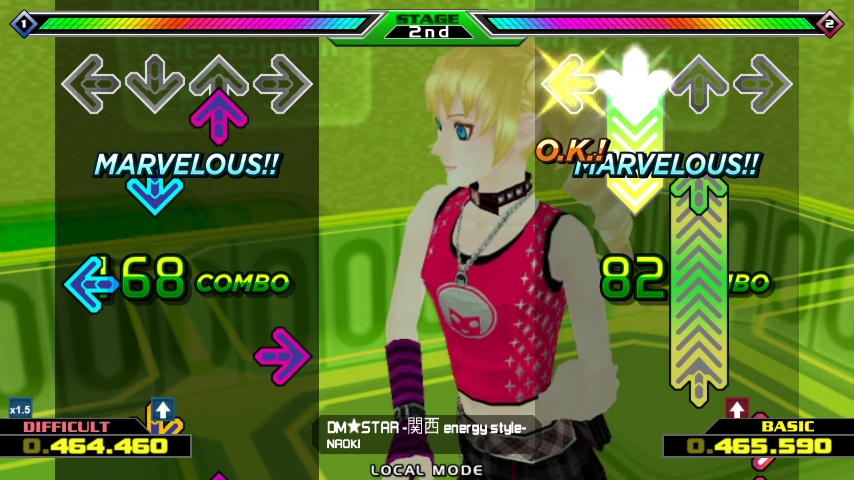 1
STAGE
2nd
2
MARVELOUS!!
O.K.!
MARVELOUS!!
168 COMBO
82
x1.5
DIFFICULT
0.464.460
DM★STAR -関西 energy style-
NAOKI
BASIC
0.465.590
LOCAL MODE